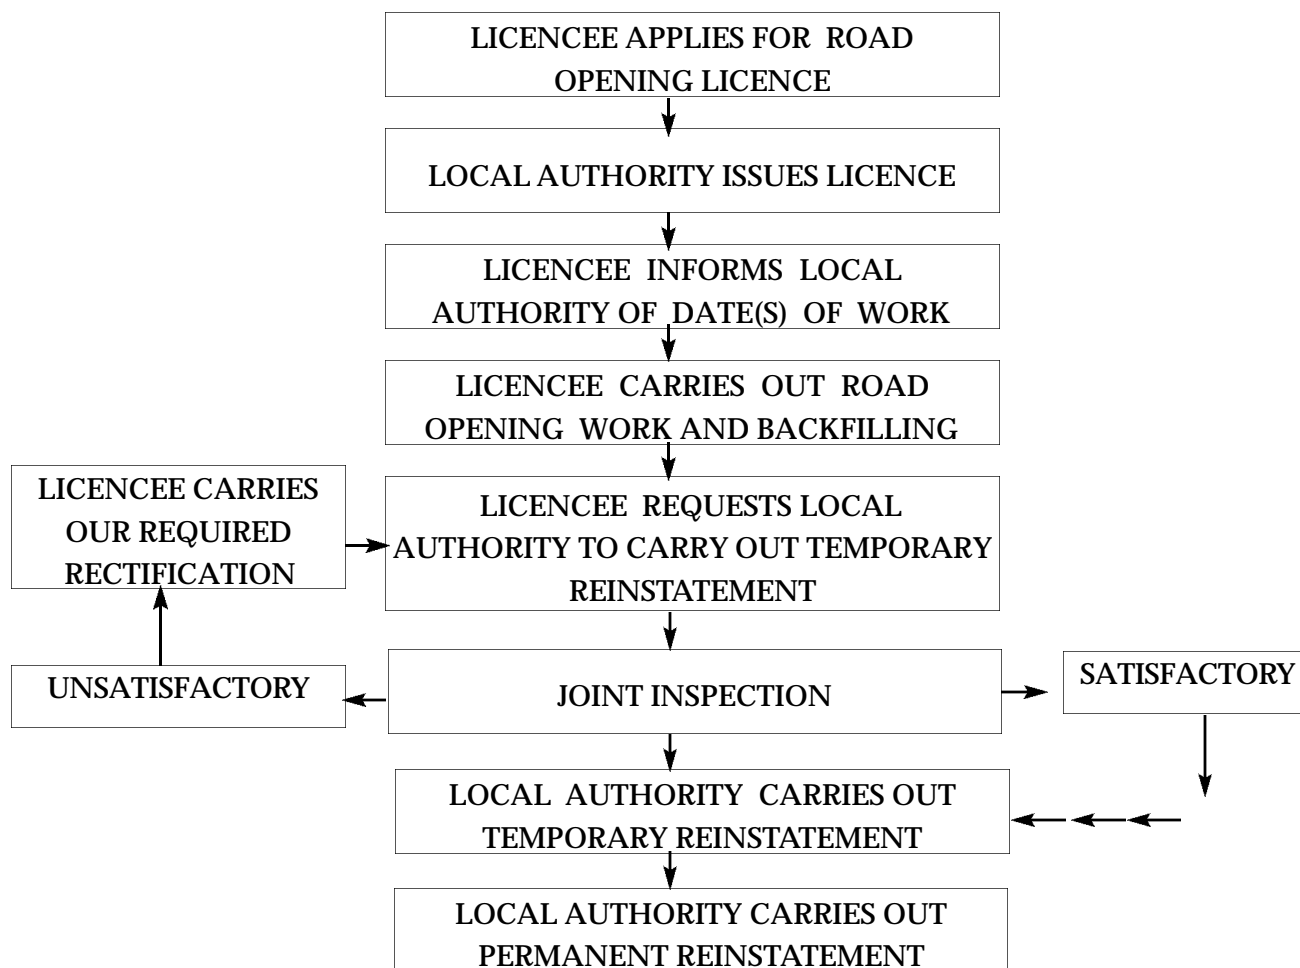 LICENCEE APPLIES FOR ROAD
OPENING LICENCE
LOCAL AUTHORITY ISSUES LICENCE
LICENCEE INFORMS LOCAL
AUTHORITY OF DATE(S) OF WORK
LICENCEE CARRIES OUT ROAD
OPENING WORK AND BACKFILLING
LICENCEE CARRIES
OUR REQUIRED
RECTIFICATION
LICENCEE REQUESTS LOCAL
AUTHORITY TO CARRY OUT TEMPORARY
REINSTATEMENT
UNSATISFACTORY
JOINT INSPECTION
SATISFACTORY
LOCAL AUTHORITY CARRIES OUT
TEMPORARY REINSTATEMENT
LOCAL AUTHORITY CARRIES OUT
PERMANENT REINSTATEMENT